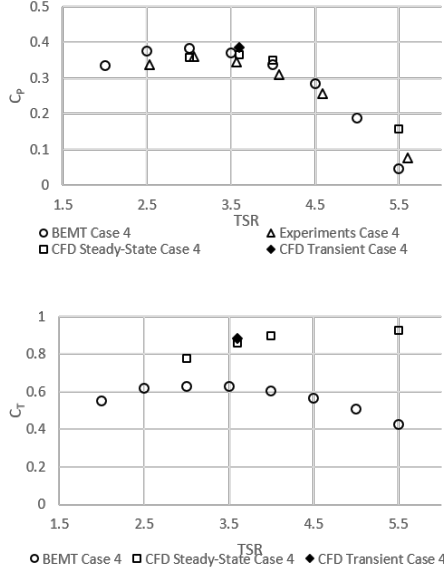 0.5
0.4
0.3
0.2
0.1
0
C_P
1.5 2.5 3.5 4.5 5.5
TSR
BEMT Case 4 Experiments Case 4
CFD Steady-State Case 4 CFD Transient Case 4
1
0.8
0.6
0.4
0.2
0
C_T
1.5 2.5 3.5 4.5 5.5
TSR
BEMT Case 4 CFD Steady-State Case 4 CFD Transient Case 4